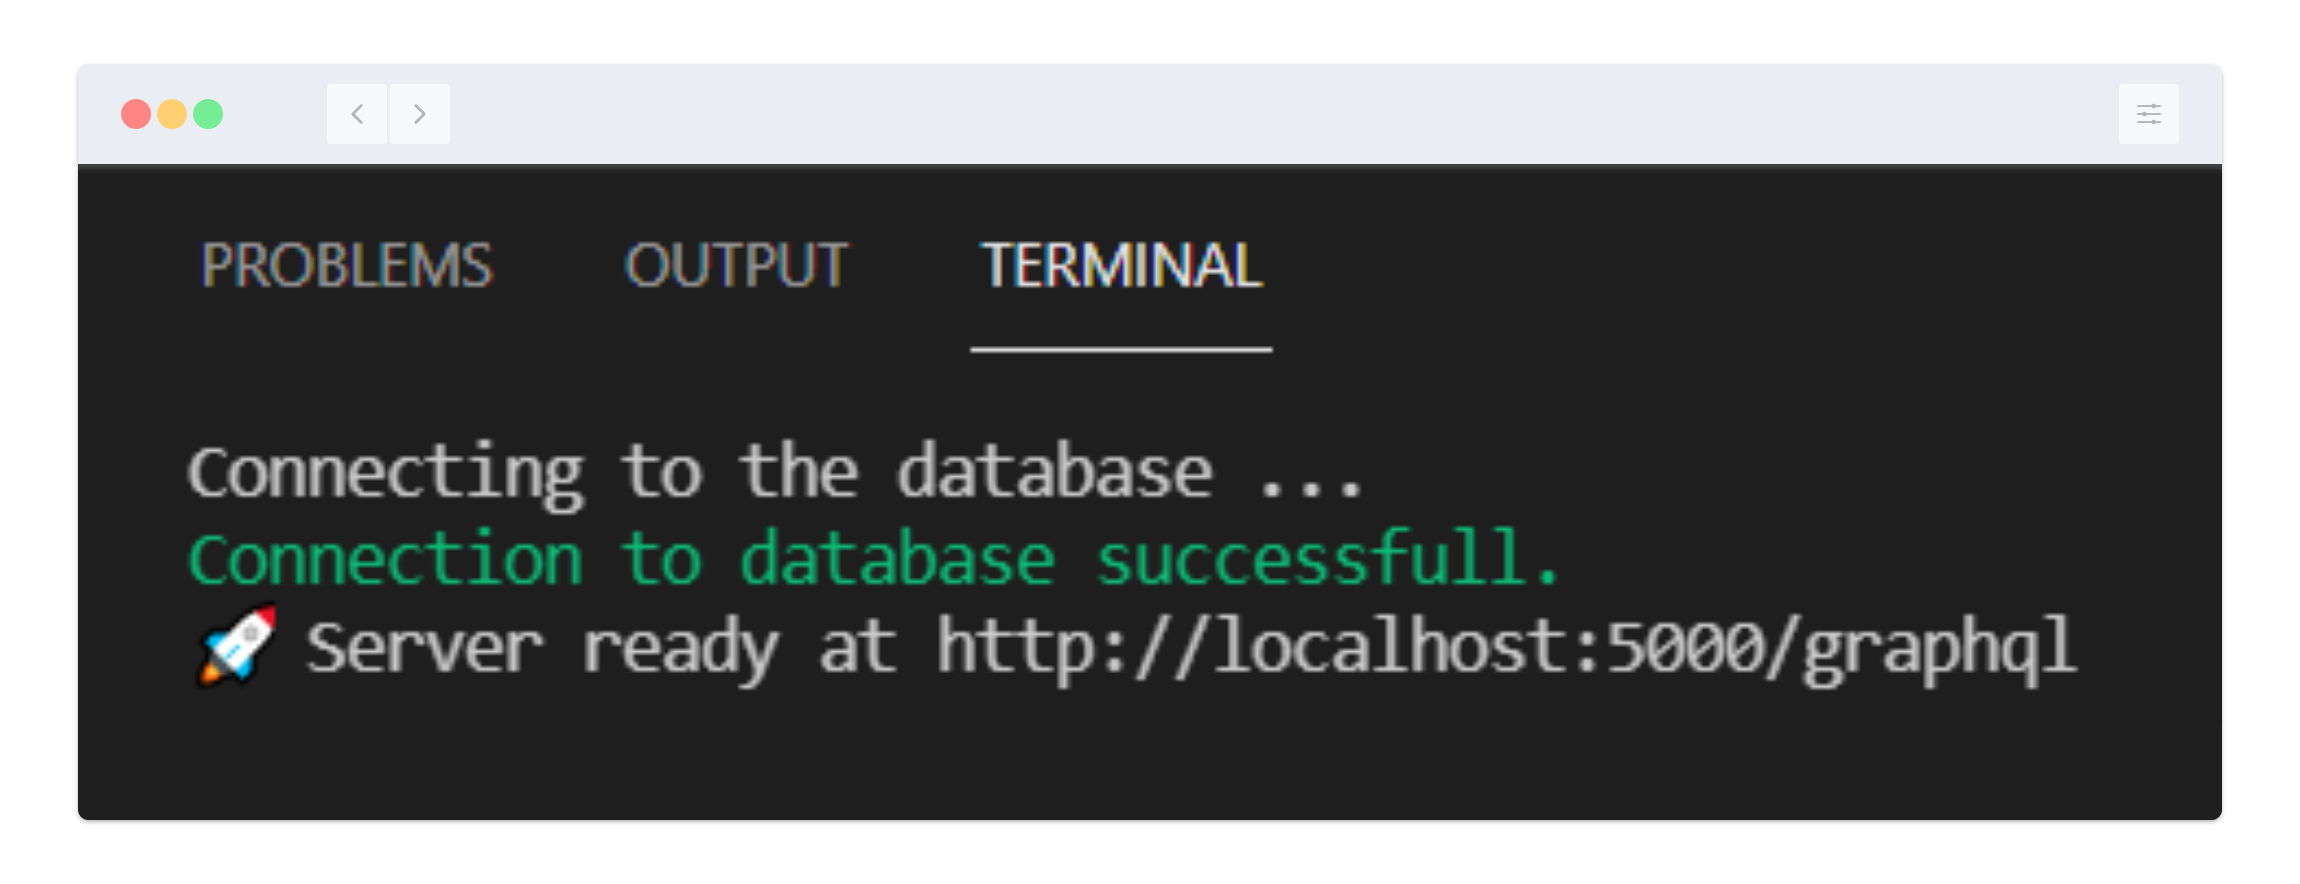 PROBLEMS OUTPUT TERMINAL
Connecting to the database ...
Connection to database successfull.
🚀 Server ready at http://localhost:5000/graphql